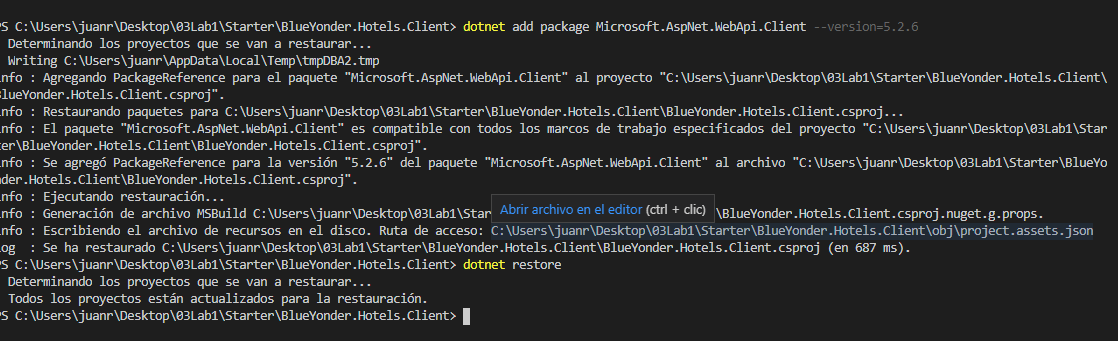 PS C:\Users\juanr\Desktop\03Lab1\Starter\BlueYonder.Hotels.Client> dotnet add package Microsoft.AspNet.WebApi.Client --version=5.2.6
Determinando los proyectos que se van a restaurar...
Writing C:\Users\juanr\AppData\Local\Temp\tmpDBA2.tmp
info : Agregando PackageReference para el paquete "Microsoft.AspNet.WebApi.Client" al proyecto "C:\Users\juanr\Desktop\03Lab1\Starter\BlueYonder.Hotels.Client\
BlueYonder.Hotels.Client.csproj".
info : Restaurando paquetes para C:\Users\juanr\Desktop\03Lab1\Starter\BlueYonder.Hotels.Client\BlueYonder.Hotels.Client.csproj...
info : El paquete "Microsoft.AspNet.WebApi.Client" es compatible con todos los marcos de trabajo especificados del proyecto "C:\Users\juanr\Desktop\03Lab1\Star
ter\BlueYonder.Hotels.Client\BlueYonder.Hotels.Client.csproj".
info : Se agregó PackageReference para la versión "5.2.6" del paquete "Microsoft.AspNet.WebApi.Client" al archivo "C:\Users\juanr\Desktop\03Lab1\Starter\BlueYo
nder.Hotels.Client\BlueYonder.Hotels.Client.csproj".
info : Ejecutando restauración...
Abrir archivo en el editor (ctrl + clic)
info : Generación de archivo MSBuild C:\Users\juanr\Desktop\03Lab1\Star \BlueYonder.Hotels.Client.csproj.nuget.g.props.
info : Escribiendo el archivo de recursos en el disco. Ruta de acceso: C:\Users\juanr\Desktop\03Lab1\Starter\BlueYonder.Hotels.Client\obj\project.assets.json
log : Se ha restaurado C:\Users\juanr\Desktop\03Lab1\Starter\BlueYonder.Hotels.Client\BlueYonder.Hotels.Client.csproj (en 687 ms).
PS C:\Users\juanr\Desktop\03Lab1\Starter\BlueYonder.Hotels.Client> dotnet restore
Determinando los proyectos que se van a restaurar...
Todos los proyectos están actualizados para la restauración.
PS C:\Users\juanr\Desktop\03Lab1\Starter\BlueYonder.Hotels.Client>